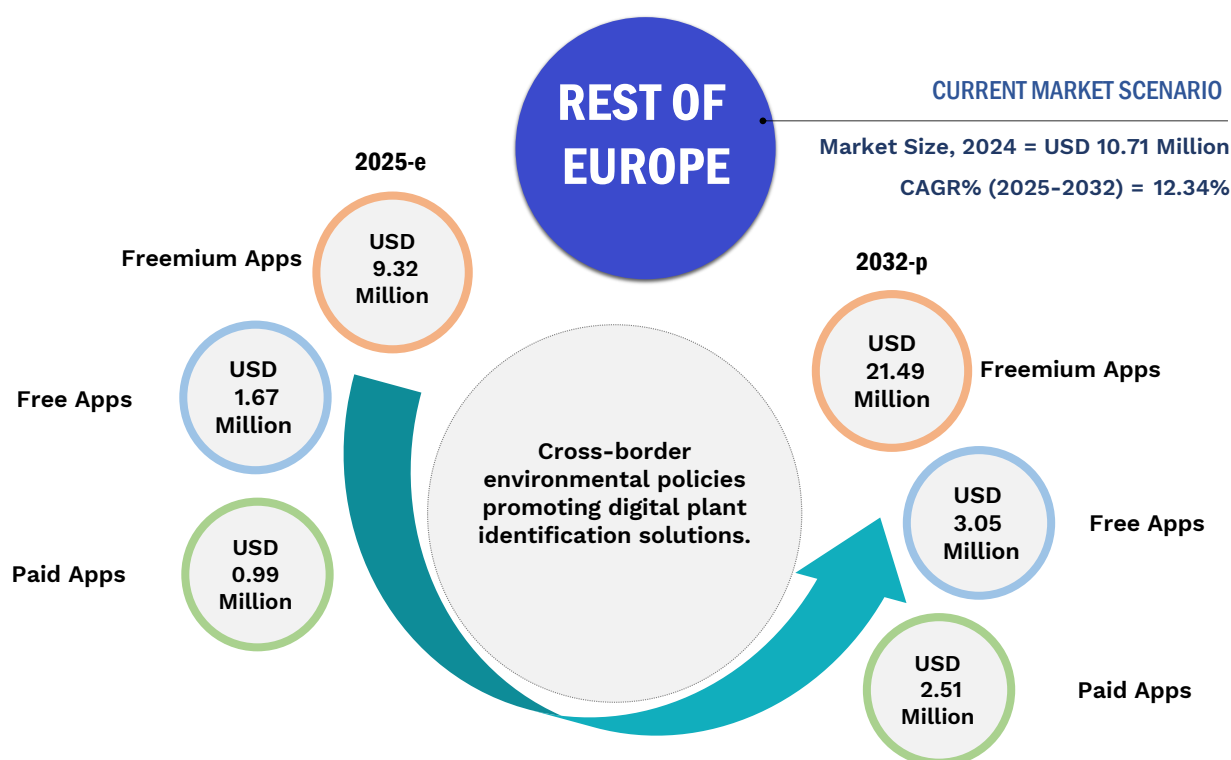 REST OF
EUROPE
CURRENT MARKET SCENARIO
Market Size, 2024 = USD 10.71 Million
CAGR% (2025-2032) = 12.34%
2025-e
Freemium Apps
USD
9.32
Million
Free Apps
USD
1.67
Million
Paid Apps
USD
0.99
Million
Cross-border
environmental policies
promoting digital plant
identification solutions.
2032-p
USD
21.49
Million
Freemium Apps
USD
3.05
Million
Free Apps
USD
2.51
Million
Paid Apps